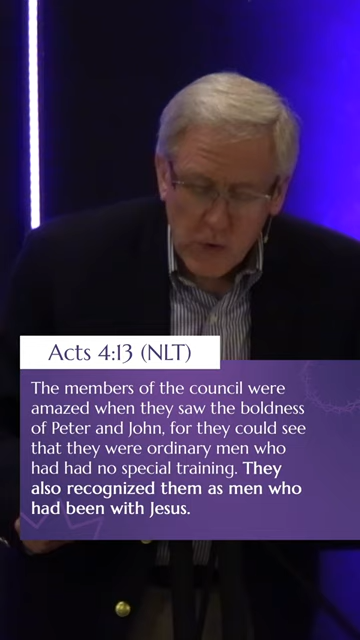 Acts 4:13 (NLT)
The members of the council were
amazed when they saw the boldness
of Peter and John, for they could see
that they were ordinary men who
had had no special training. They
also recognized them as men who
had been with Jesus.